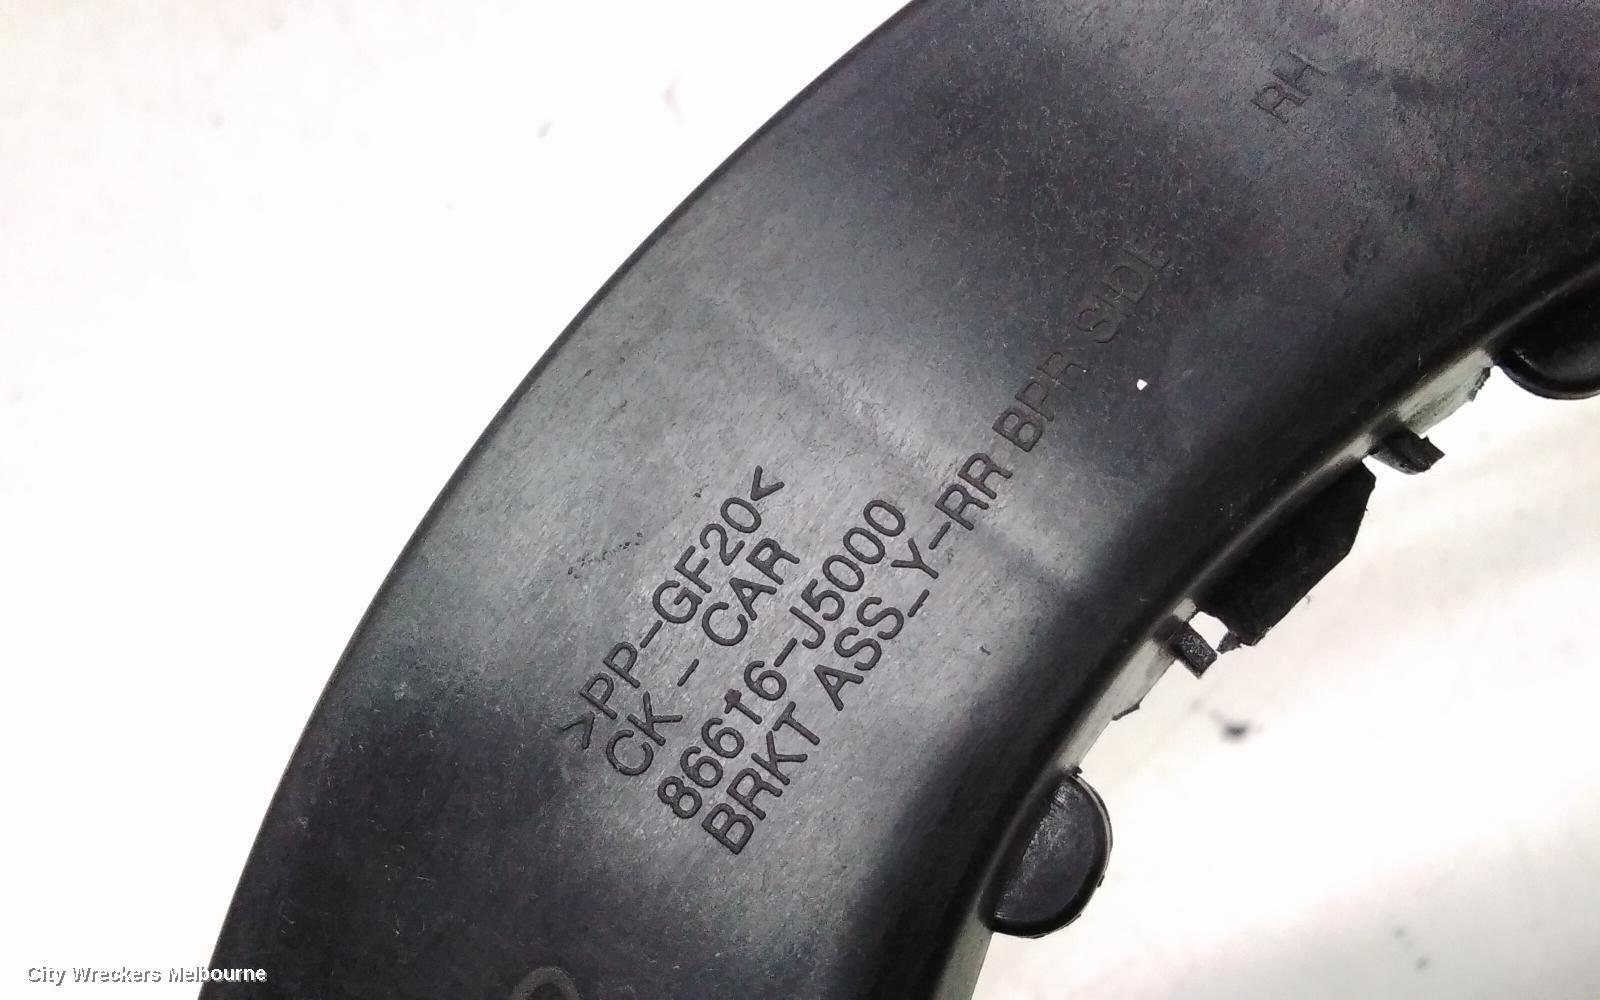 >PP-GF20<
CK - CAR
86616-J5000
BRKT ASS_Y-RR BPR SIDE
RH
City Wreckers Melbourne